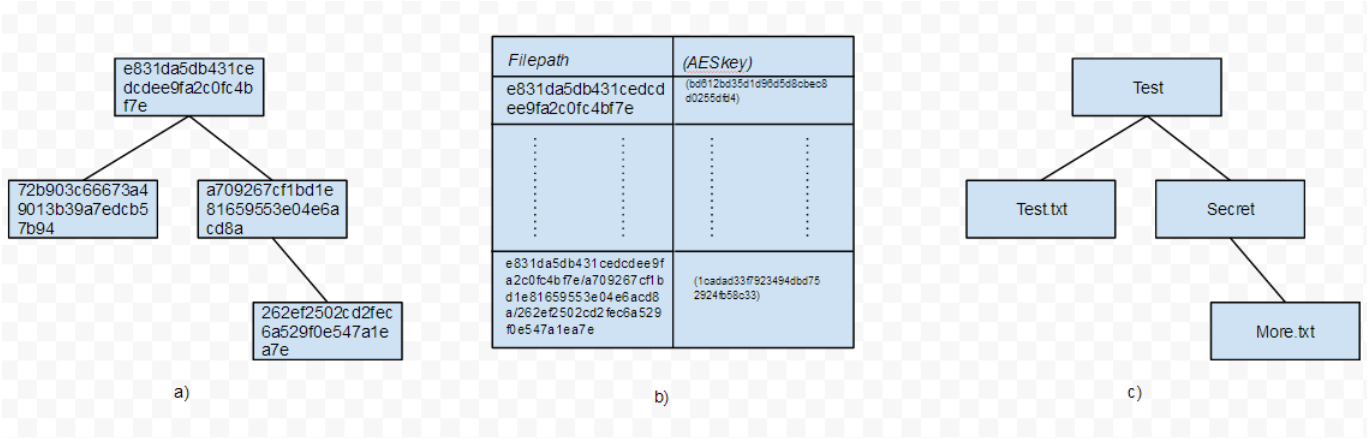 e831da5db431ce
dcdee9fa2c0fc4b
f7e
72b903c66673a4
9013b39a7edcb5
7b94
a709267cf1bd1e
81659553e04e6a
cd8a
262ef2502cd2fec
6a529f0e547a1e
a7e
a)
Filepath
(AESkey)
e831da5db431cedcd
ee9fa2c0fc4bf7e
(bd612bd35d1d96d5d8cbec8
d0255dfd4)
e831da5db431cedcdee9f
a2c0fc4bf7e/a709267cf1b
d1e81659553e04e6acd8
a/262ef2502cd2fec6a529
f0e547a1ea7e
(1cadad33f7923494dbd75
2924fb58c33)
b)
Test
Test.txt
Secret
More.txt
c)